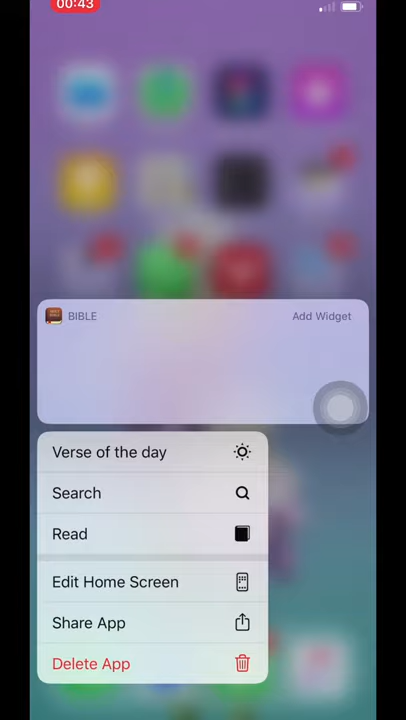 00:43
BIBLE
Add Widget
Verse of the day
Search
Read
Edit Home Screen
Share App
Delete App